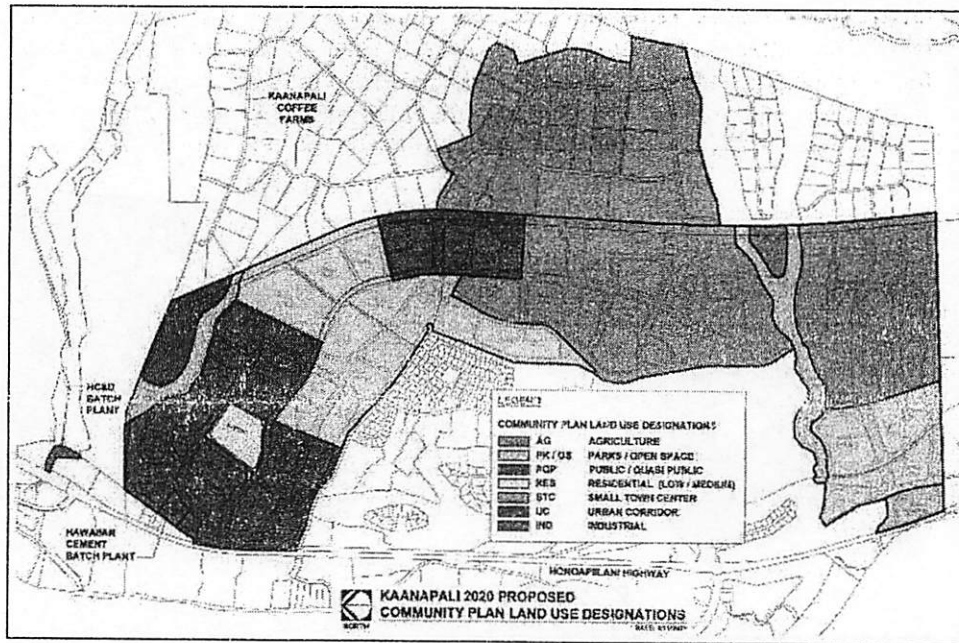 KAANAPALI
COFFEE
FARMS
HC&D
BATCH
PLANT
HAWAIIAN
CEMENT
BATCH PLANT
LEGEND
COMMUNITY PLAN LAND USE DESIGNATIONS
AG AGRICULTURE
PK / OS PARKS / OPEN SPACE
PQP PUBLIC / QUASI PUBLIC
RES RESIDENTIAL (LOW / MEDIUM)
STC SMALL TOWN CENTER
UC URBAN CORRIDOR
IND INDUSTRIAL
HONOAPIILANI HIGHWAY
KAANAPALI 2020 PROPOSED
COMMUNITY PLAN LAND USE DESIGNATIONS
NORTH
DATE: